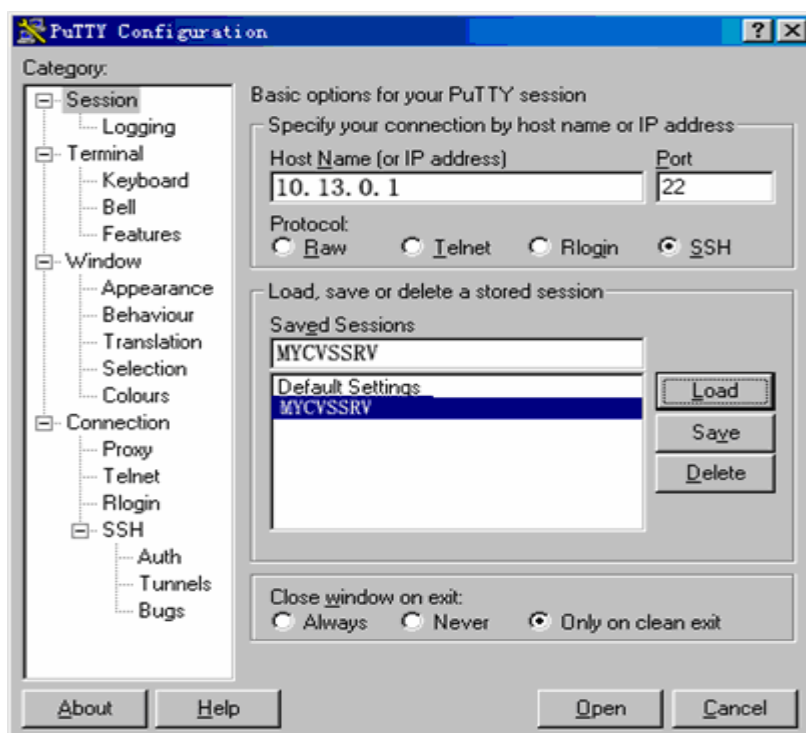 PuTTY Configuration
Category:
Session
Logging
Terminal
Keyboard
Bell
Features
Window
Appearance
Behaviour
Translation
Selection
Colours
Connection
Proxy
Telnet
Rlogin
SSH
Auth
Tunnels
Bugs
Basic options for your PuTTY session
Specify your connection by host name or IP address
Host Name (or IP address) Port
10. 13. 0. 1 22
Protocol:
Raw Telnet Rlogin SSH
Load, save or delete a stored session
Saved Sessions
MYCVSSRV
Default Settings
MYCVSSRV
Load
Save
Delete
Close window on exit:
Always Never Only on clean exit
About Help Open Cancel